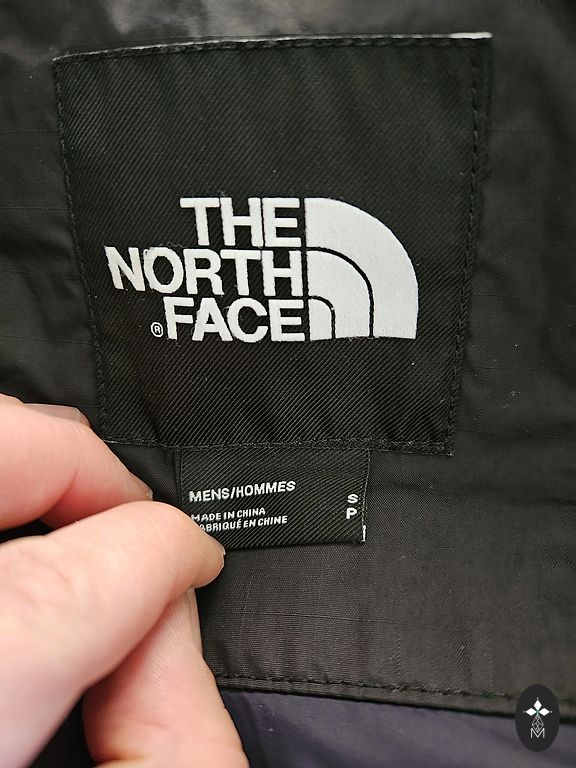 THE
NORTH
®FACE
MENS/HOMMES
S
P
MADE IN CHINA
FABRIQUÉ EN CHINE
M